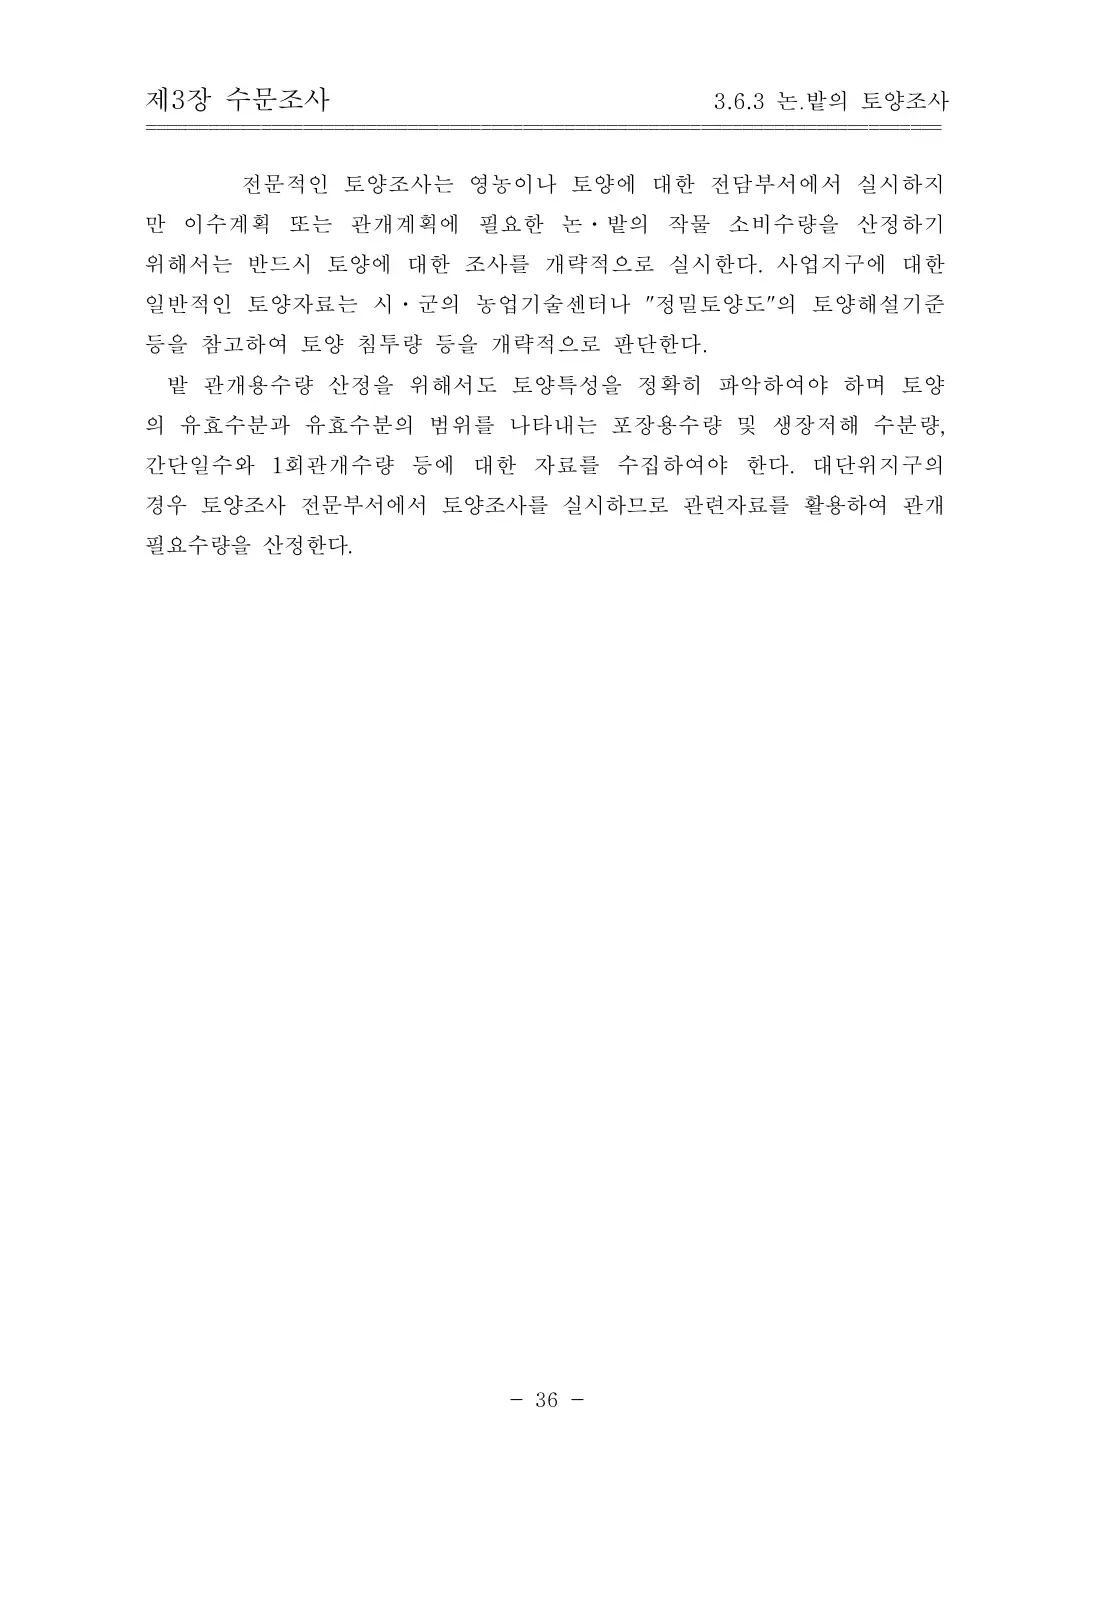 제3장 수문조사
3.6.3 논.밭의 토양조사
전문적인 토양조사는 영농이나 토양에 대한 전담부서에서 실시하지
만 이수계획 또는 관개계획에 필요한 논·밭의 작물 소비수량을 산정하기
위해서는 반드시 토양에 대한 조사를 개략적으로 실시한다. 사업지구에 대한
일반적인 토양자료는 시·군의 농업기술센터나 "정밀토양도"의 토양해설기준
등을 참고하여 토양 침투량 등을 개략적으로 판단한다.
밭 관개용수량 산정을 위해서도 토양특성을 정확히 파악하여야 하며 토양
의 유효수분과 유효수분의 범위를 나타내는 포장용수량 및 생장저해 수분량,
간단일수와 1회관개수량 등에 대한 자료를 수집하여야 한다. 대단위지구의
경우 토양조사 전문부서에서 토양조사를 실시하므로 관련자료를 활용하여 관개
필요수량을 산정한다.
- 36 -